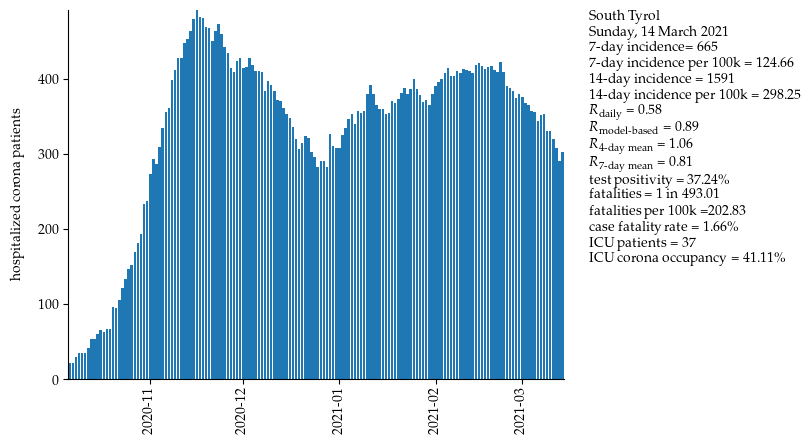 South Tyrol
Sunday, 14 March 2021
7-day incidence= 665
7-day incidence per 100k = 124.66
14-day incidence = 1591
14-day incidence per 100k = 298.25
R daily = 0.58
R model-based = 0.89
R 4-day mean = 1.06
R 7-day mean = 0.81
test positivity = 37.24%
fatalities = 1 in 493.01
fatalities per 100k =202.83
case fatality rate = 1.66%
ICU patients = 37
ICU corona occupancy = 41.11%
hospitalized corona patients
400
300
200
100
0
2020-11
2020-12
2021-01
2021-02
2021-03